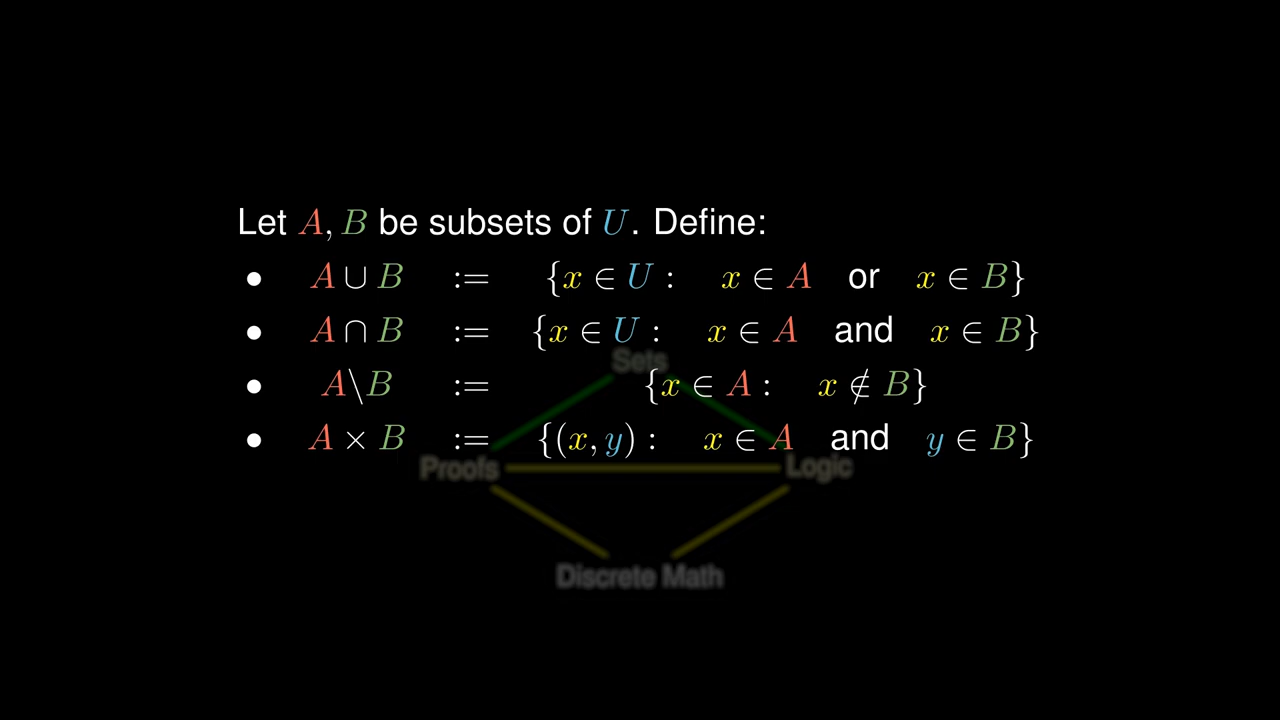 Let A, B be subsets of U. Define:
• A ∪ B := {x ∈ U : x ∈ A or x ∈ B}
• A ∩ B := {x ∈ U : x ∈ A and x ∈ B}
Sets
• A\B := {x ∈ A : x ∉ B}
• A × B := {(x, y) : x ∈ A and y ∈ B}
Proofs Logic
Discrete Math